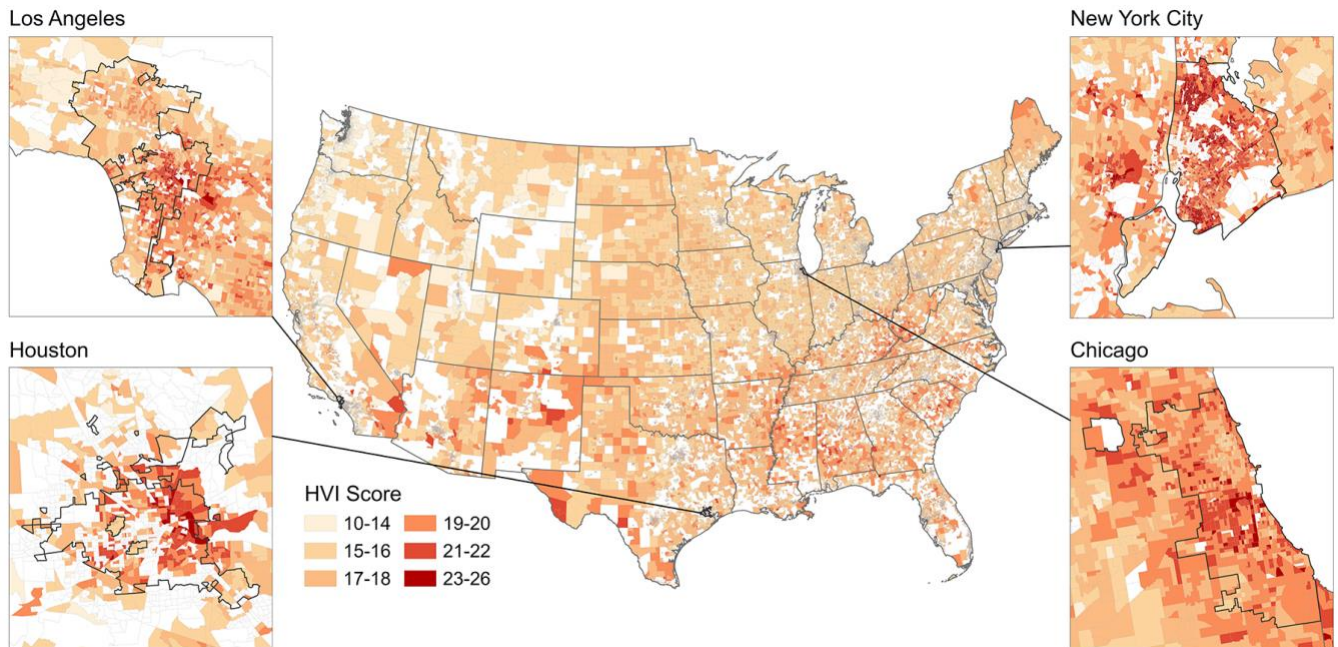 Los Angeles
New York City
Houston
Chicago
HVI Score
10-14
19-20
15-16
21-22
17-18
23-26